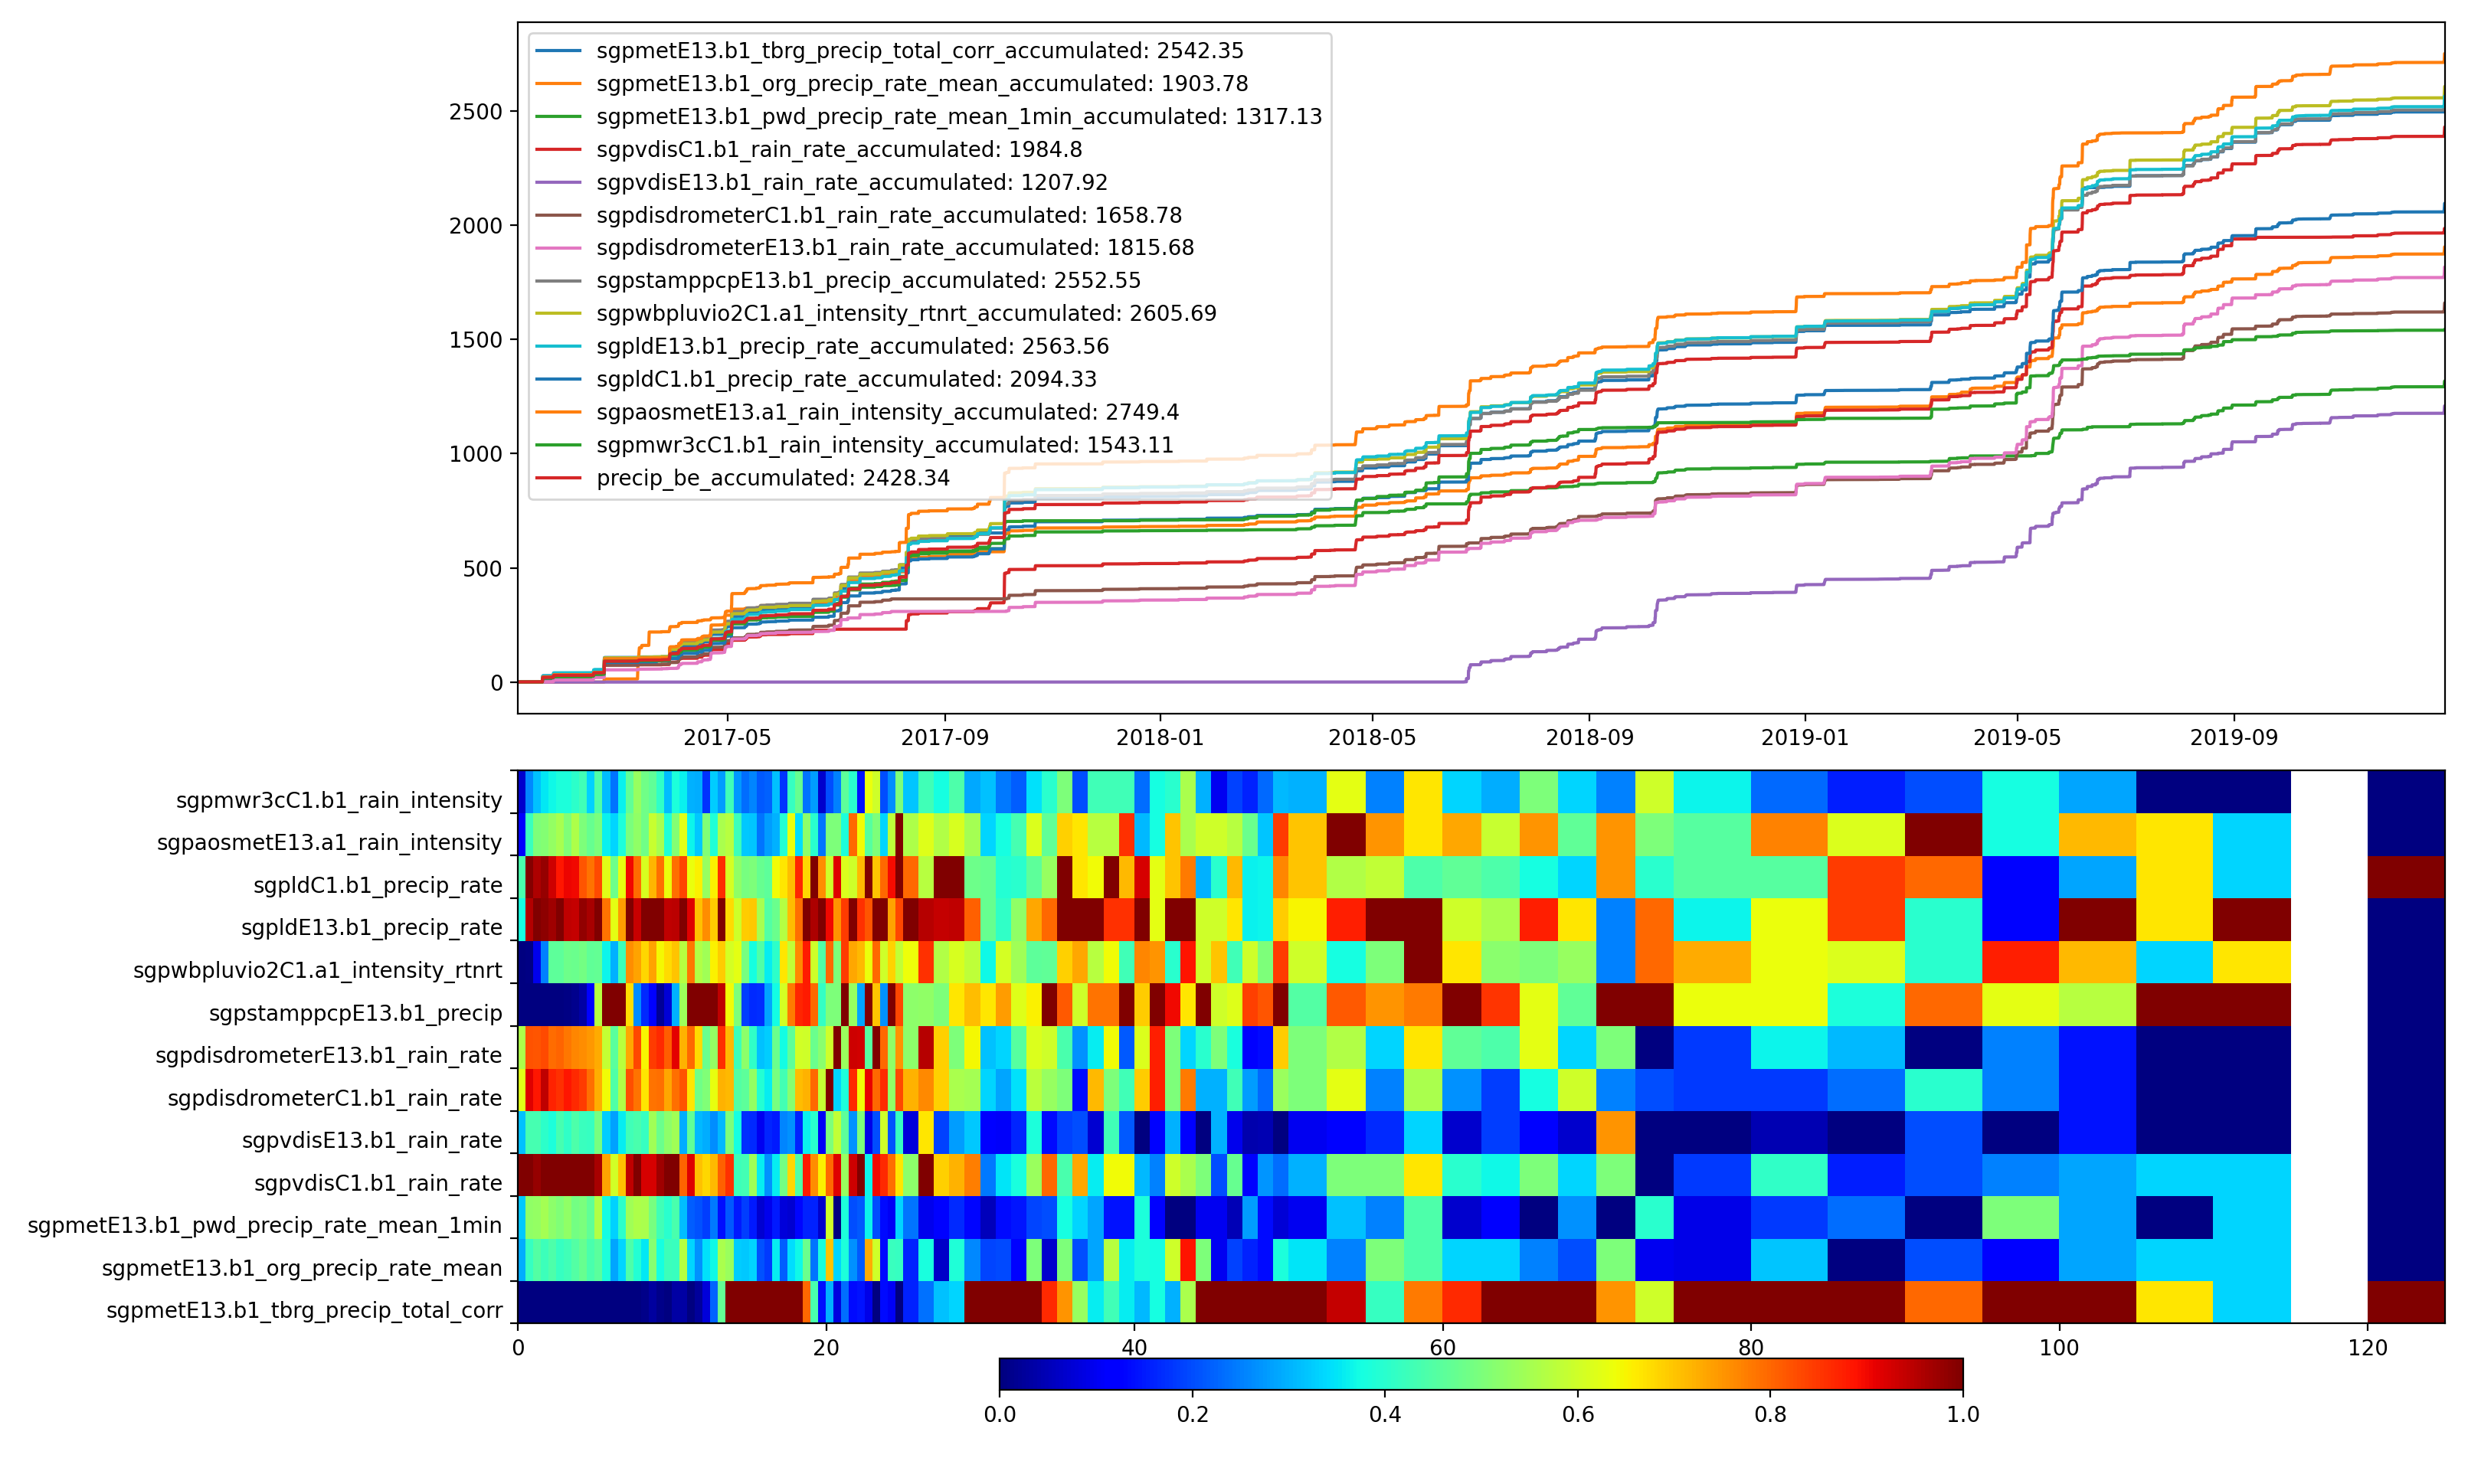 sgpmetE13.b1_tbrg_precip_total_corr_accumulated: 2542.35
sgpmetE13.b1_org_precip_rate_mean_accumulated: 1903.78
sgpmetE13.b1_pwd_precip_rate_mean_1min_accumulated: 1317.13
sgpvdisC1.b1_rain_rate_accumulated: 1984.8
sgpvdisE13.b1_rain_rate_accumulated: 1207.92
sgpdisdrometerC1.b1_rain_rate_accumulated: 1658.78
sgpdisdrometerE13.b1_rain_rate_accumulated: 1815.68
sgpstamppcpE13.b1_precip_accumulated: 2552.55
sgpwbpluvio2C1.a1_intensity_rtnrt_accumulated: 2605.69
sgpldE13.b1_precip_rate_accumulated: 2563.56
sgpldC1.b1_precip_rate_accumulated: 2094.33
sgpaosmetE13.a1_rain_intensity_accumulated: 2749.4
sgpmwr3cC1.b1_rain_intensity_accumulated: 1543.11
precip_be_accumulated: 2428.34
2500
2000
1500
1000
500
0
2017-05 2017-09 2018-01 2018-05 2018-09 2019-01 2019-05 2019-09
sgpmwr3cC1.b1_rain_intensity
sgpaosmetE13.a1_rain_intensity
sgpldC1.b1_precip_rate
sgpldE13.b1_precip_rate
sgpwbpluvio2C1.a1_intensity_rtnrt
sgpstamppcpE13.b1_precip
sgpdisdrometerE13.b1_rain_rate
sgpdisdrometerC1.b1_rain_rate
sgpvdisE13.b1_rain_rate
sgpvdisC1.b1_rain_rate
sgpmetE13.b1_pwd_precip_rate_mean_1min
sgpmetE13.b1_org_precip_rate_mean
sgpmetE13.b1_tbrg_precip_total_corr
0 20 40 60 80 100 120
0.0 0.2 0.4 0.6 0.8 1.0